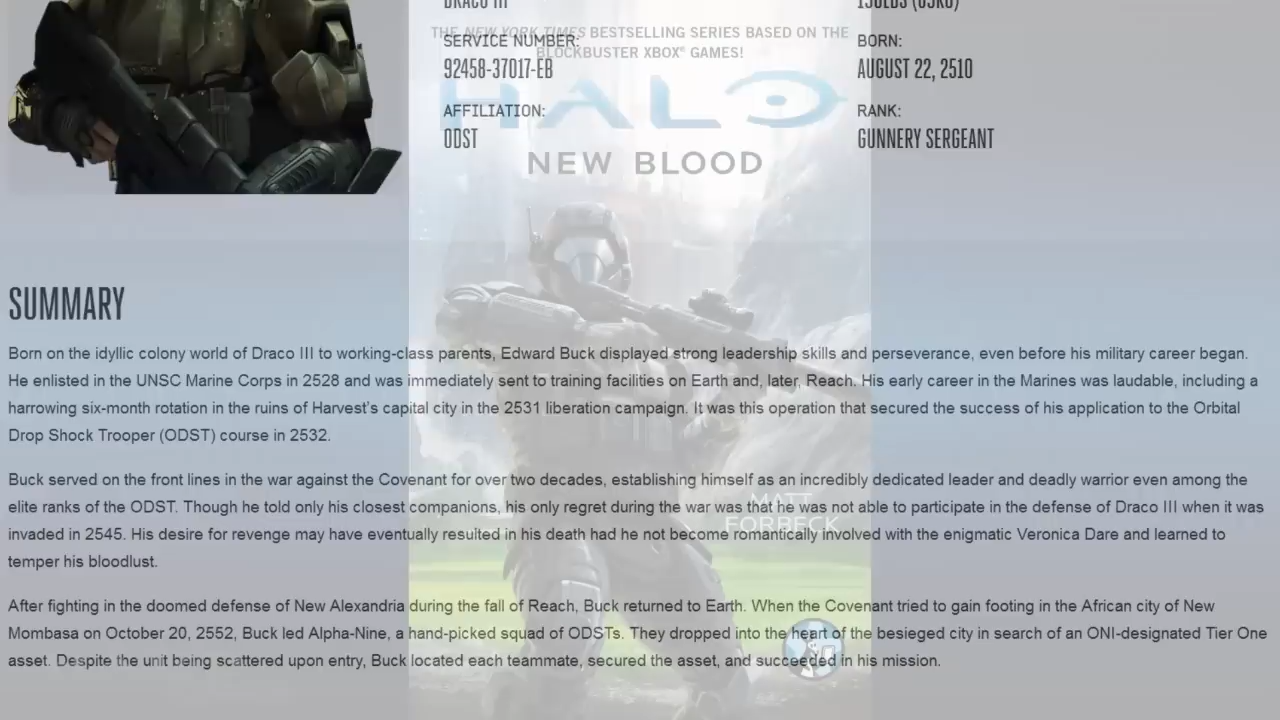 DRACO III
SERVICE NUMBER:
92458-37017-EB
AFFILIATION:
ODST
THE NEW YORK TIMES BESTSELLING SERIES BASED ON THE
BLOCKBUSTER XBOX® GAMES!
HALO
NEW BLOOD
BORN:
AUGUST 22, 2510
RANK:
GUNNERY SERGEANT
SUMMARY
Born on the idyllic colony world of Draco III to working-class parents, Edward Buck displayed strong leadership skills and perseverance, even before his military career began.
He enlisted in the UNSC Marine Corps in 2528 and was immediately sent to training facilities on Earth and, later, Reach. His early career in the Marines was laudable, including a
harrowing six-month rotation in the ruins of Harvest's capital city in the 2531 liberation campaign. It was this operation that secured the success of his application to the Orbital
Drop Shock Trooper (ODST) course in 2532.
Buck served on the front lines in the war against the Covenant for over two decades, establishing himself as an incredibly dedicated leader and deadly warrior even among the
elite ranks of the ODST. Though he told only his closest companions, his only regret during the war was that he was not able to participate in the defense of Draco III when it was
invaded in 2545. His desire for revenge may have eventually resulted in his death had he not become romantically involved with the enigmatic Veronica Dare and learned to
temper his bloodlust.
MATT
FORBECK
After fighting in the doomed defense of New Alexandria during the fall of Reach, Buck returned to Earth. When the Covenant tried to gain footing in the African city of New
Mombasa on October 20, 2552, Buck led Alpha-Nine, a hand-picked squad of ODSTs. They dropped into the heart of the besieged city in search of an ONI-designated Tier One
asset. Despite the unit being scattered upon entry, Buck located each teammate, secured the asset, and succeeded in his mission.